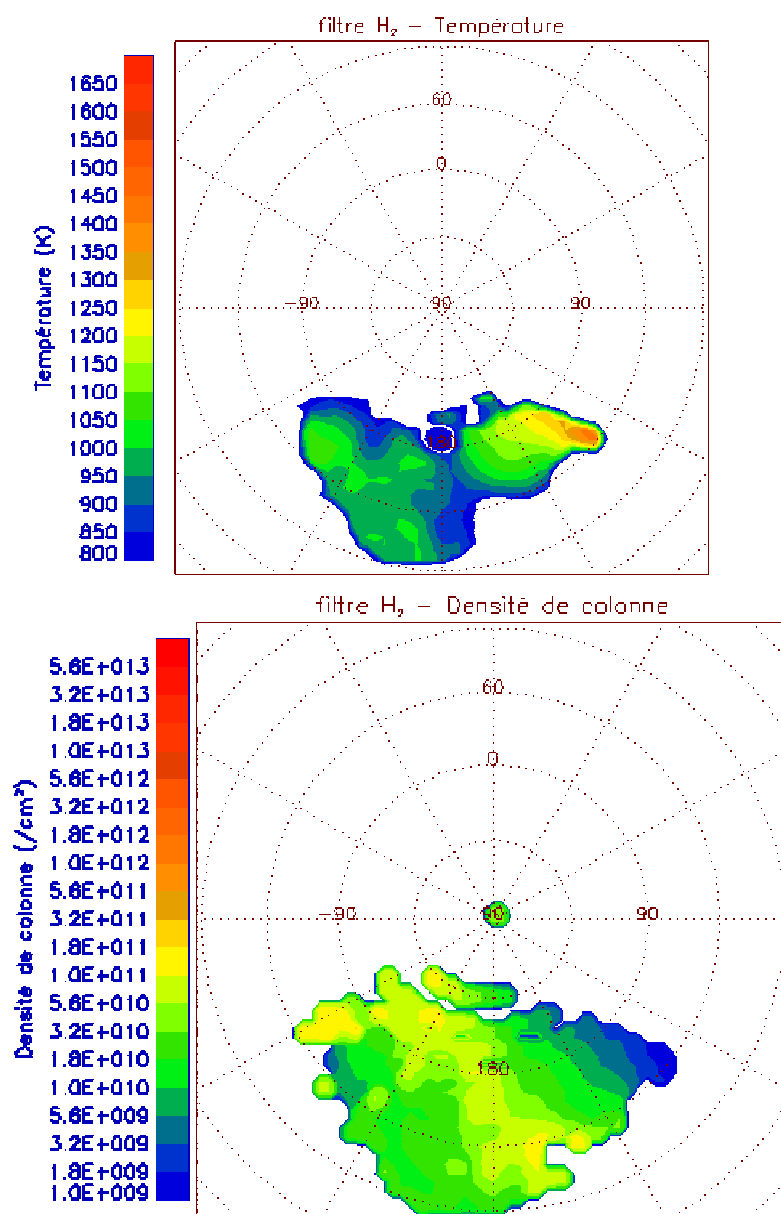 filtre H₂ – Température
1650
1600
1550
1500
1450
1400
1350
1300
1250
1200
1150
1100
1050
1000
950
900
850
800
Température (K)
60
0
-90
90
90
180
filtre H₂ – Densité de colonne
5.6E+013
3.2E+013
1.8E+013
1.0E+013
5.6E+012
3.2E+012
1.8E+012
1.0E+012
5.6E+011
3.2E+011
1.8E+011
1.0E+011
5.6E+010
3.2E+010
1.8E+010
1.0E+010
5.6E+009
3.2E+009
1.8E+009
1.0E+009
Densité de colonne (/cm²)
60
0
-90
90
90
180